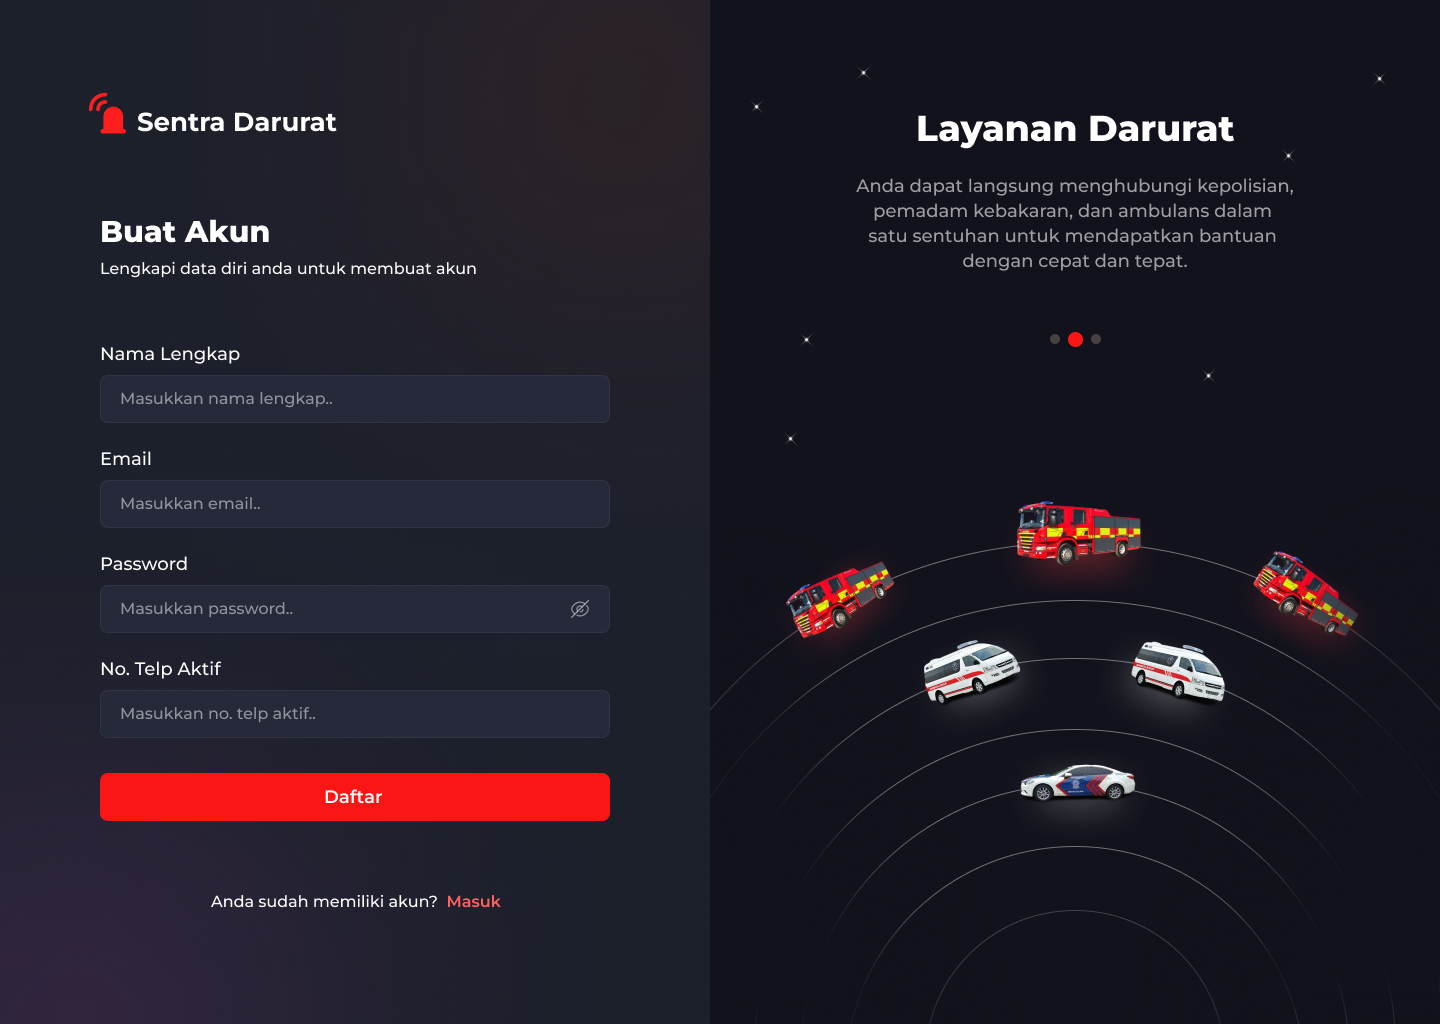 Sentra Darurat
Buat Akun
Lengkapi data diri anda untuk membuat akun
Nama Lengkap
Masukkan nama lengkap..
Email
Masukkan email..
Password
Masukkan password..
No. Telp Aktif
Masukkan no. telp aktif..
Daftar
Anda sudah memiliki akun? Masuk
Layanan Darurat
Anda dapat langsung menghubungi kepolisian,
pemadam kebakaran, dan ambulans dalam
satu sentuhan untuk mendapatkan bantuan
dengan cepat dan tepat.